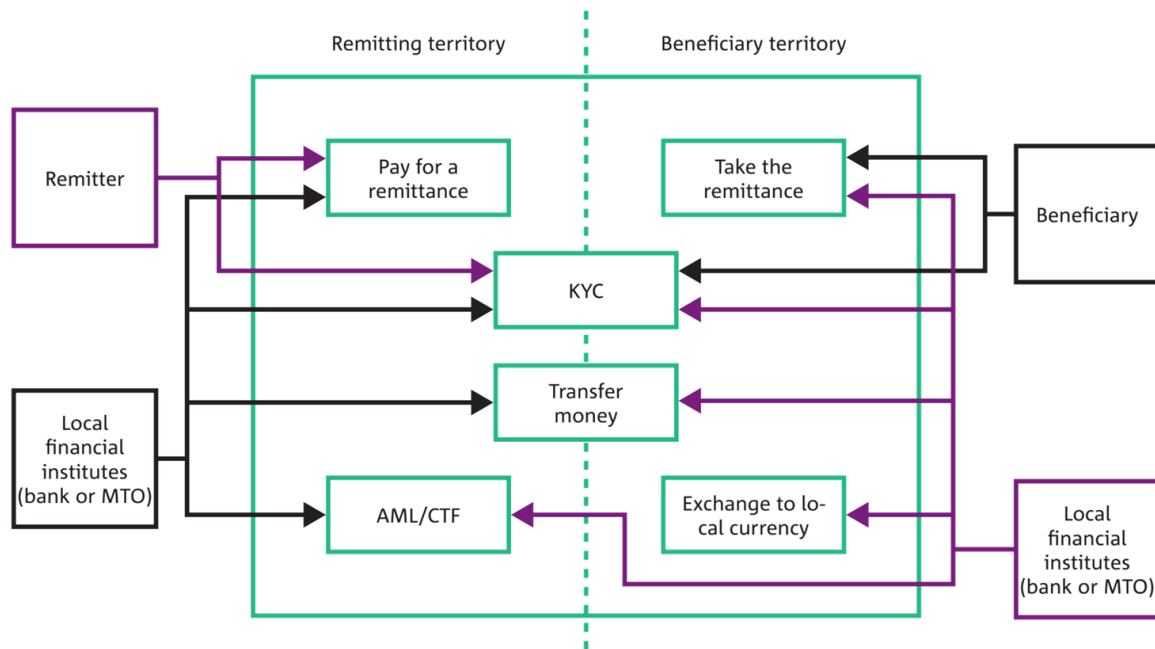 Remitting territory
Beneficiary territory
Remitter
Pay for a
remittance
Take the
remittance
Beneficiary
KYC
Transfer
money
Local
financial
institutes
(bank or MTO)
AML/CTF
Exchange to lo-
cal currency
Local
financial
institutes
(bank or MTO)